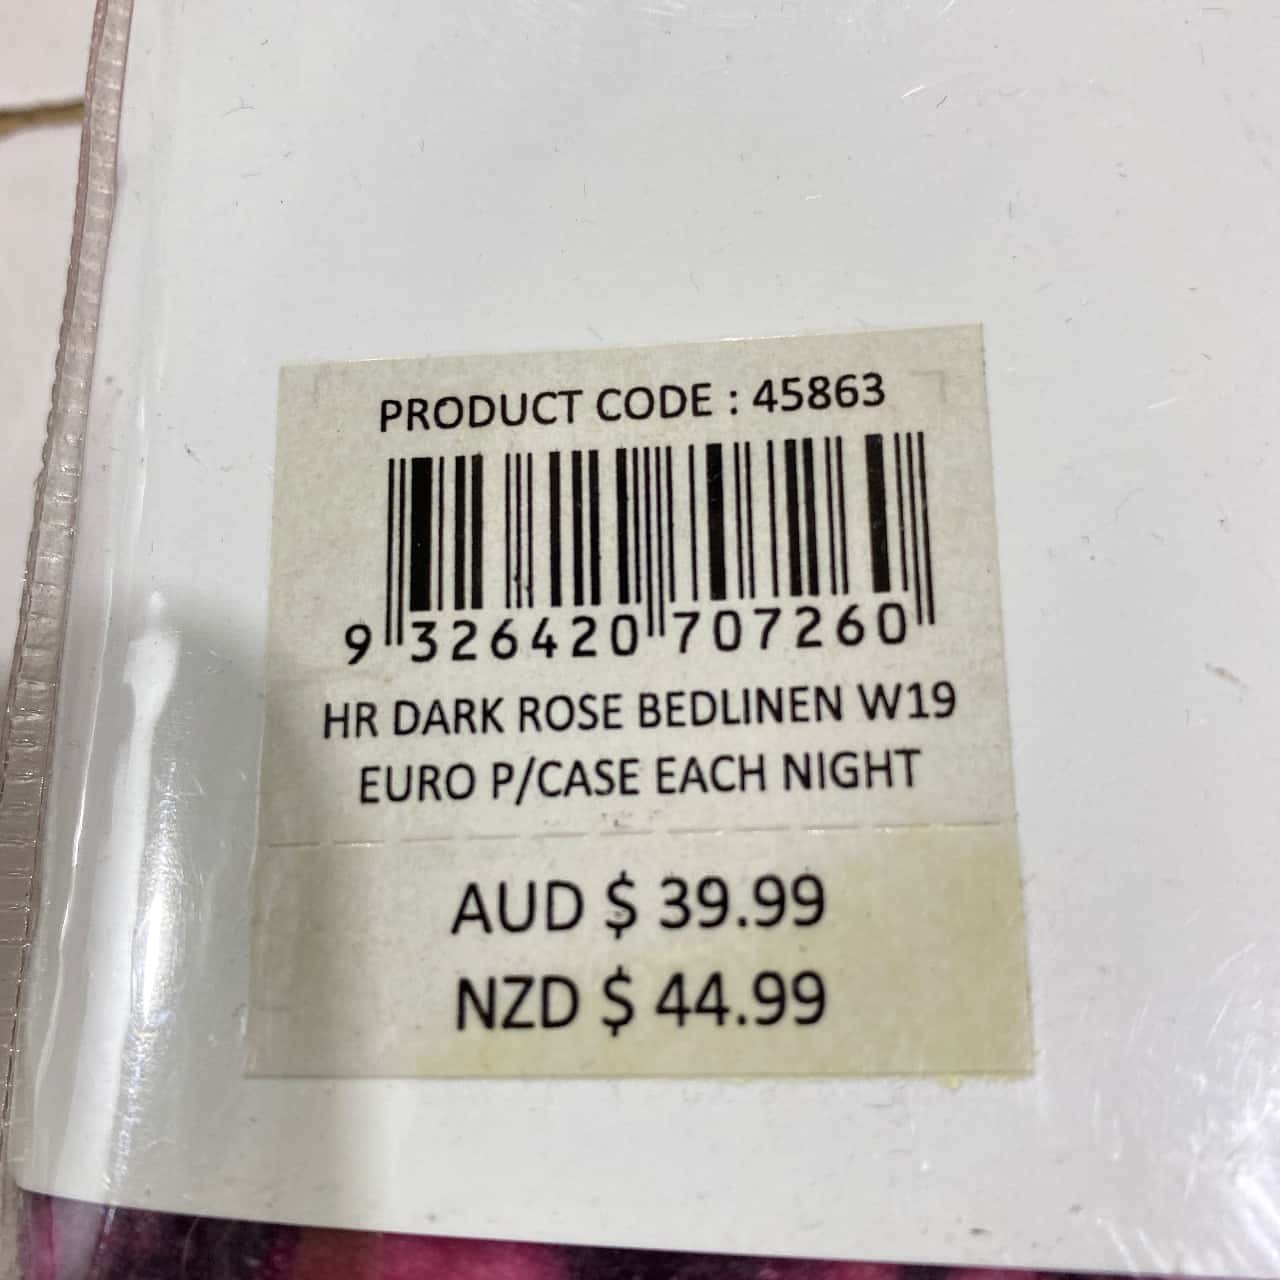 PRODUCT CODE : 45863
9 326420 707260
HR DARK ROSE BEDLINEN W19
EURO P/CASE EACH NIGHT
AUD $ 39.99
NZD $ 44.99